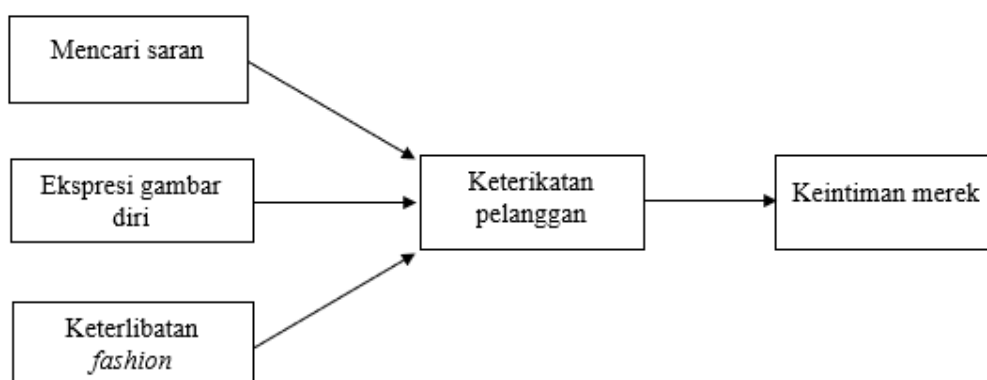 Mencari saran
Ekspresi gambar
diri
Keterlibatan
fashion
Keterikatan
pelanggan
Keintiman merek